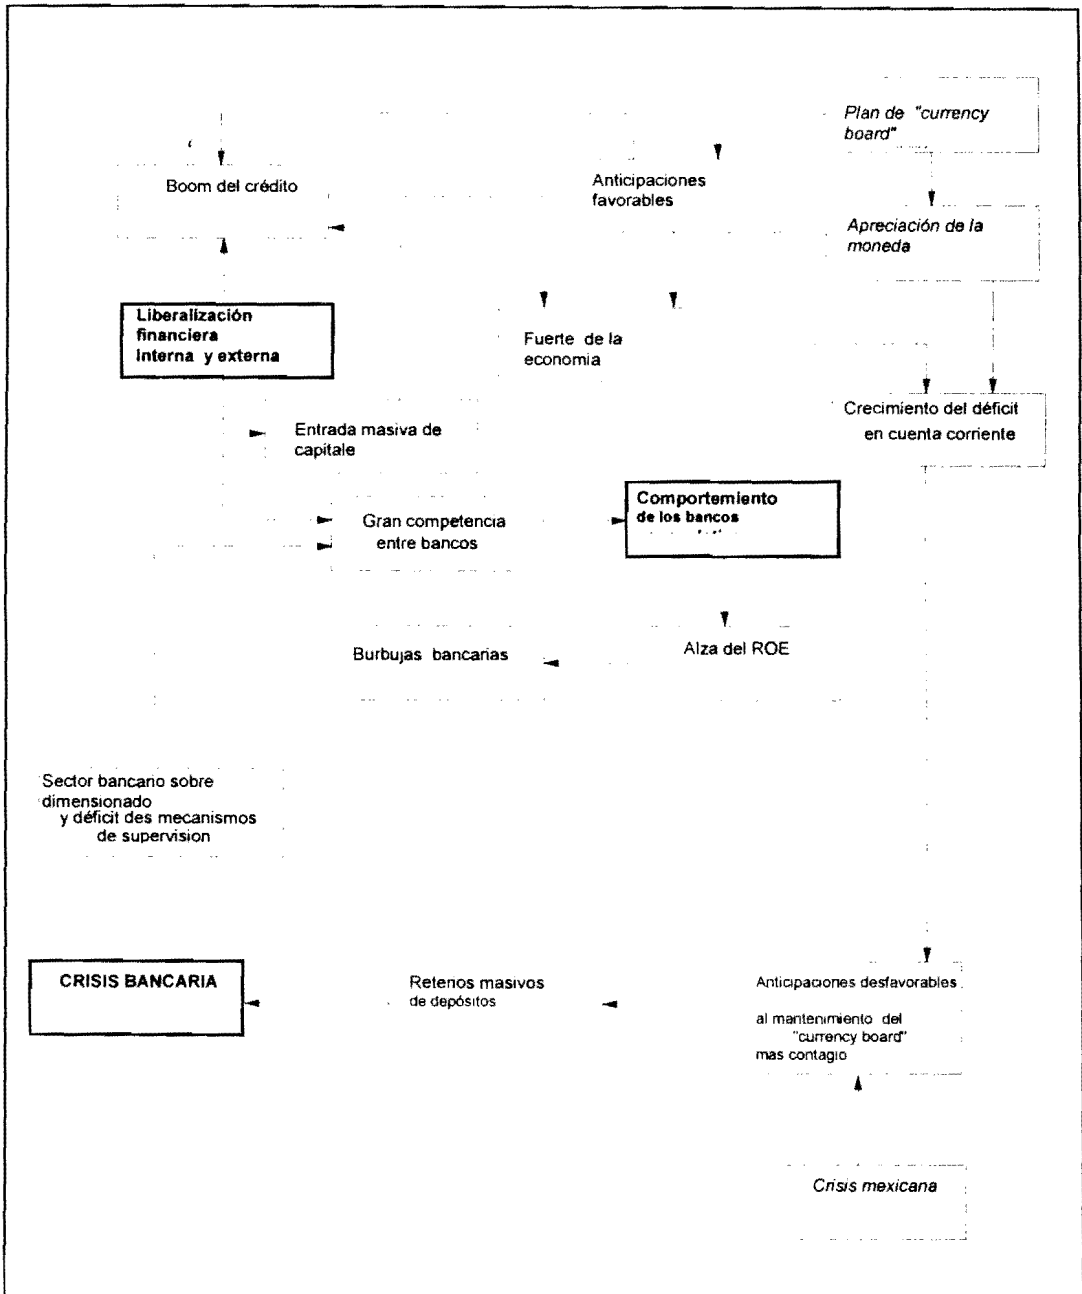 Plan de "currency
board"
Boom del crédito
Anticipaciones
favorables
Apreciación de la
moneda
Liberalización
financiera
Interna y externa
Fuerte de la
economia
Crecimiento del déficit
en cuenta corriente
Entrada masiva de
capitale
Comportemiento
de los bancos
Gran competencia
entre bancos
Burbujas bancarias
Alza del ROE
Sector bancario sobre
dimensionado
y déficit des mecanismos
de supervision
CRISIS BANCARIA
Retenos masivos
de depósitos
Anticipaciones desfavorables
al mantenimiento del
"currency board"
mas contagio
Crisis mexicana